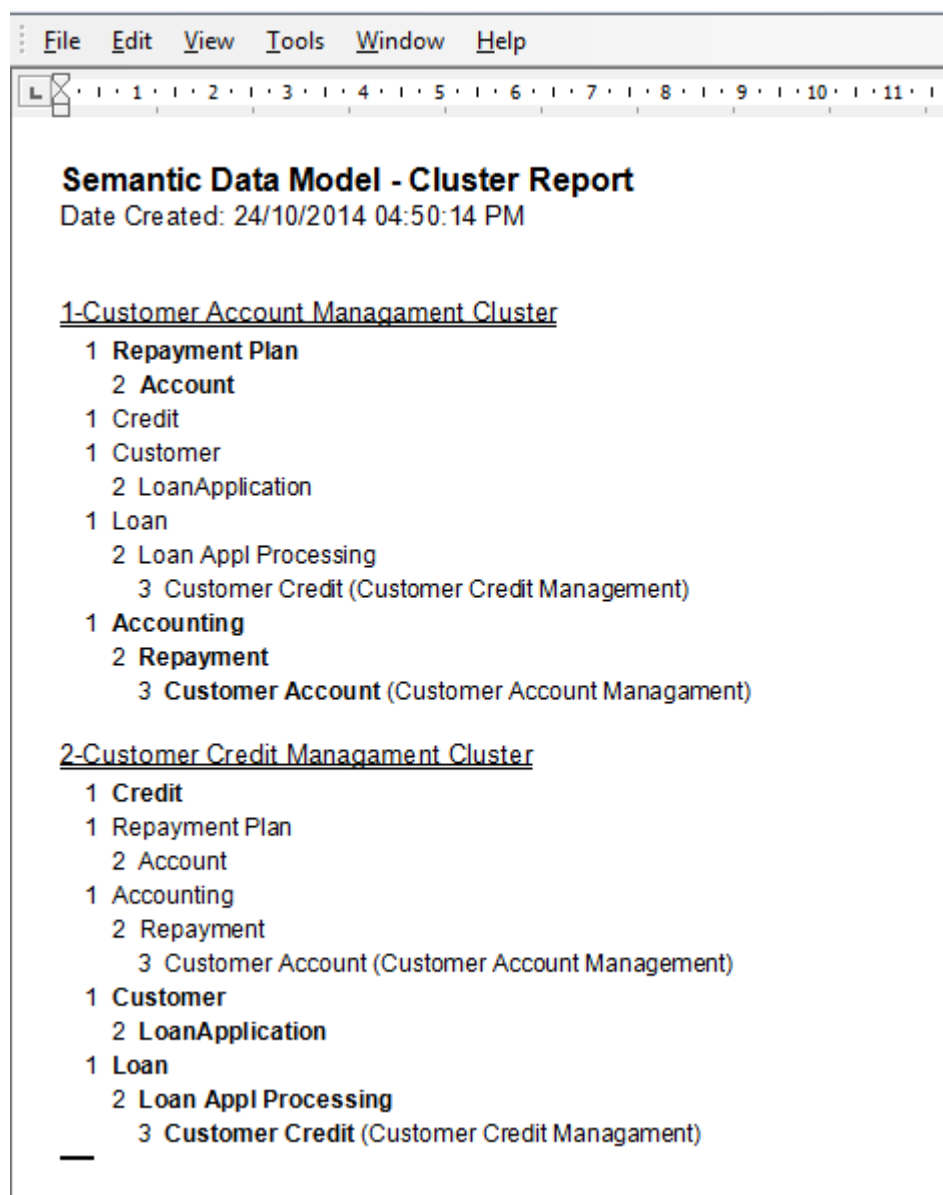 File Edit View Tools Window Help
L 1 2 3 4 5 6 7 8 9 10 11
Semantic Data Model - Cluster Report
Date Created: 24/10/2014 04:50:14 PM
1-Customer Account Managament Cluster
1 Repayment Plan
2 Account
1 Credit
1 Customer
2 LoanApplication
1 Loan
2 Loan Appl Processing
3 Customer Credit (Customer Credit Management)
1 Accounting
2 Repayment
3 Customer Account (Customer Account Managament)
2-Customer Credit Managament Cluster
1 Credit
1 Repayment Plan
2 Account
1 Accounting
2 Repayment
3 Customer Account (Customer Account Management)
1 Customer
2 LoanApplication
1 Loan
2 Loan Appl Processing
3 Customer Credit (Customer Credit Managament)